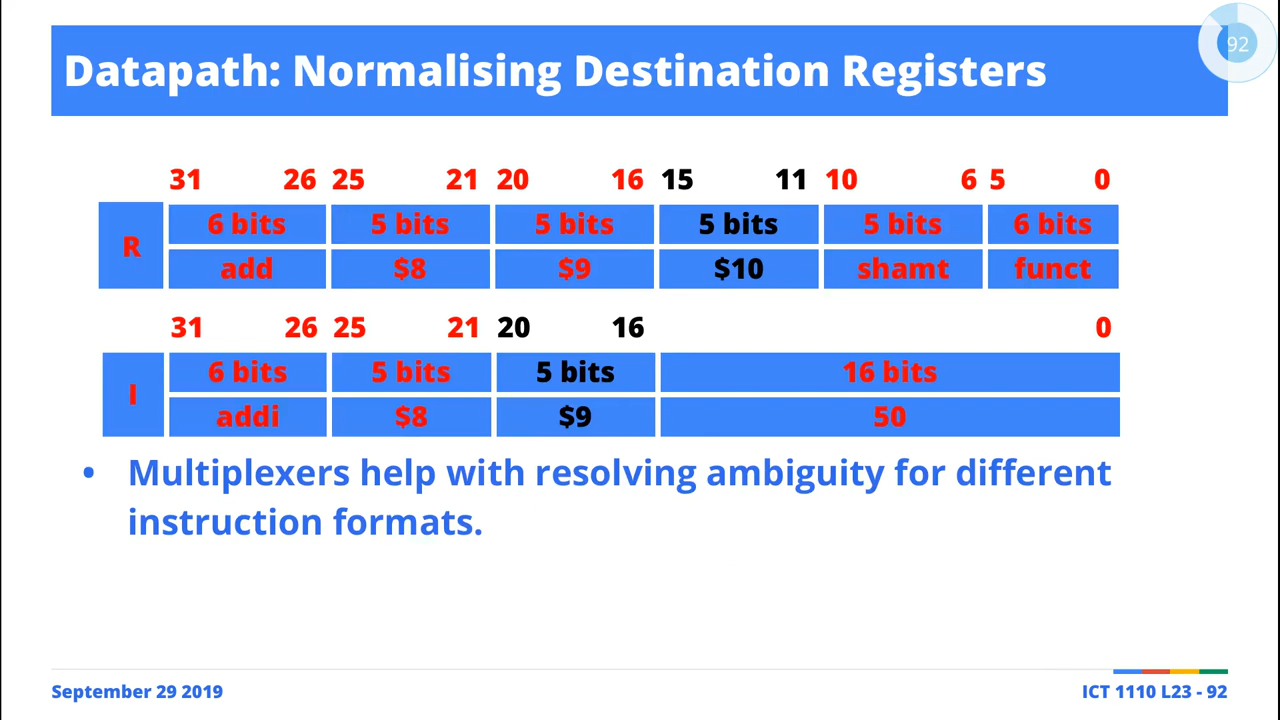 92
Datapath: Normalising Destination Registers
31 26 25 21 20 16 15 11 10 6 5 0
R 6 bits 5 bits 5 bits 5 bits 5 bits 6 bits
add $8 $9 $10 shamt funct
31 26 25 21 20 16 0
I 6 bits 5 bits 5 bits 16 bits
addi $8 $9 50
• Multiplexers help with resolving ambiguity for different
instruction formats.
September 29 2019 ICT 1110 L23 - 92